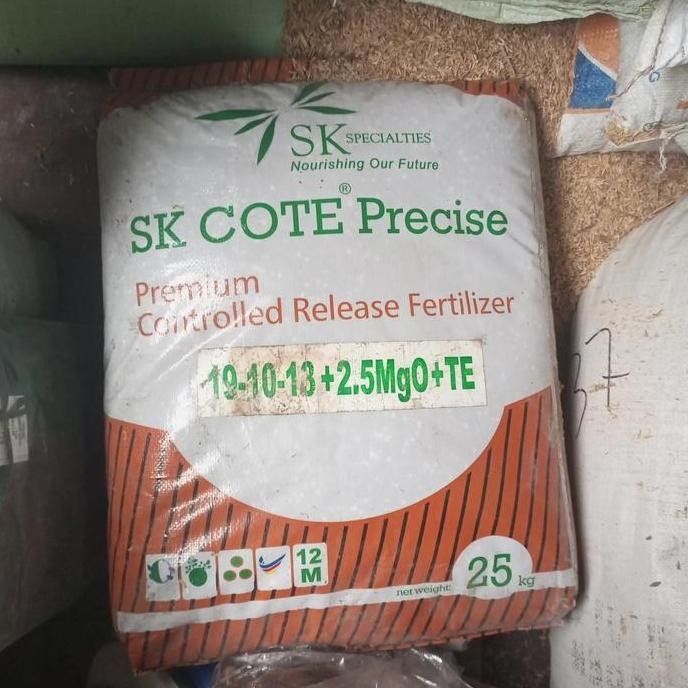 SK SPECIALTIES
Nourishing Our Future
SK COTE® Precise
Premium
Controlled Release Fertilizer
19-10-13+2.5MgO+TE
12
M
net weight: 25 kg
37